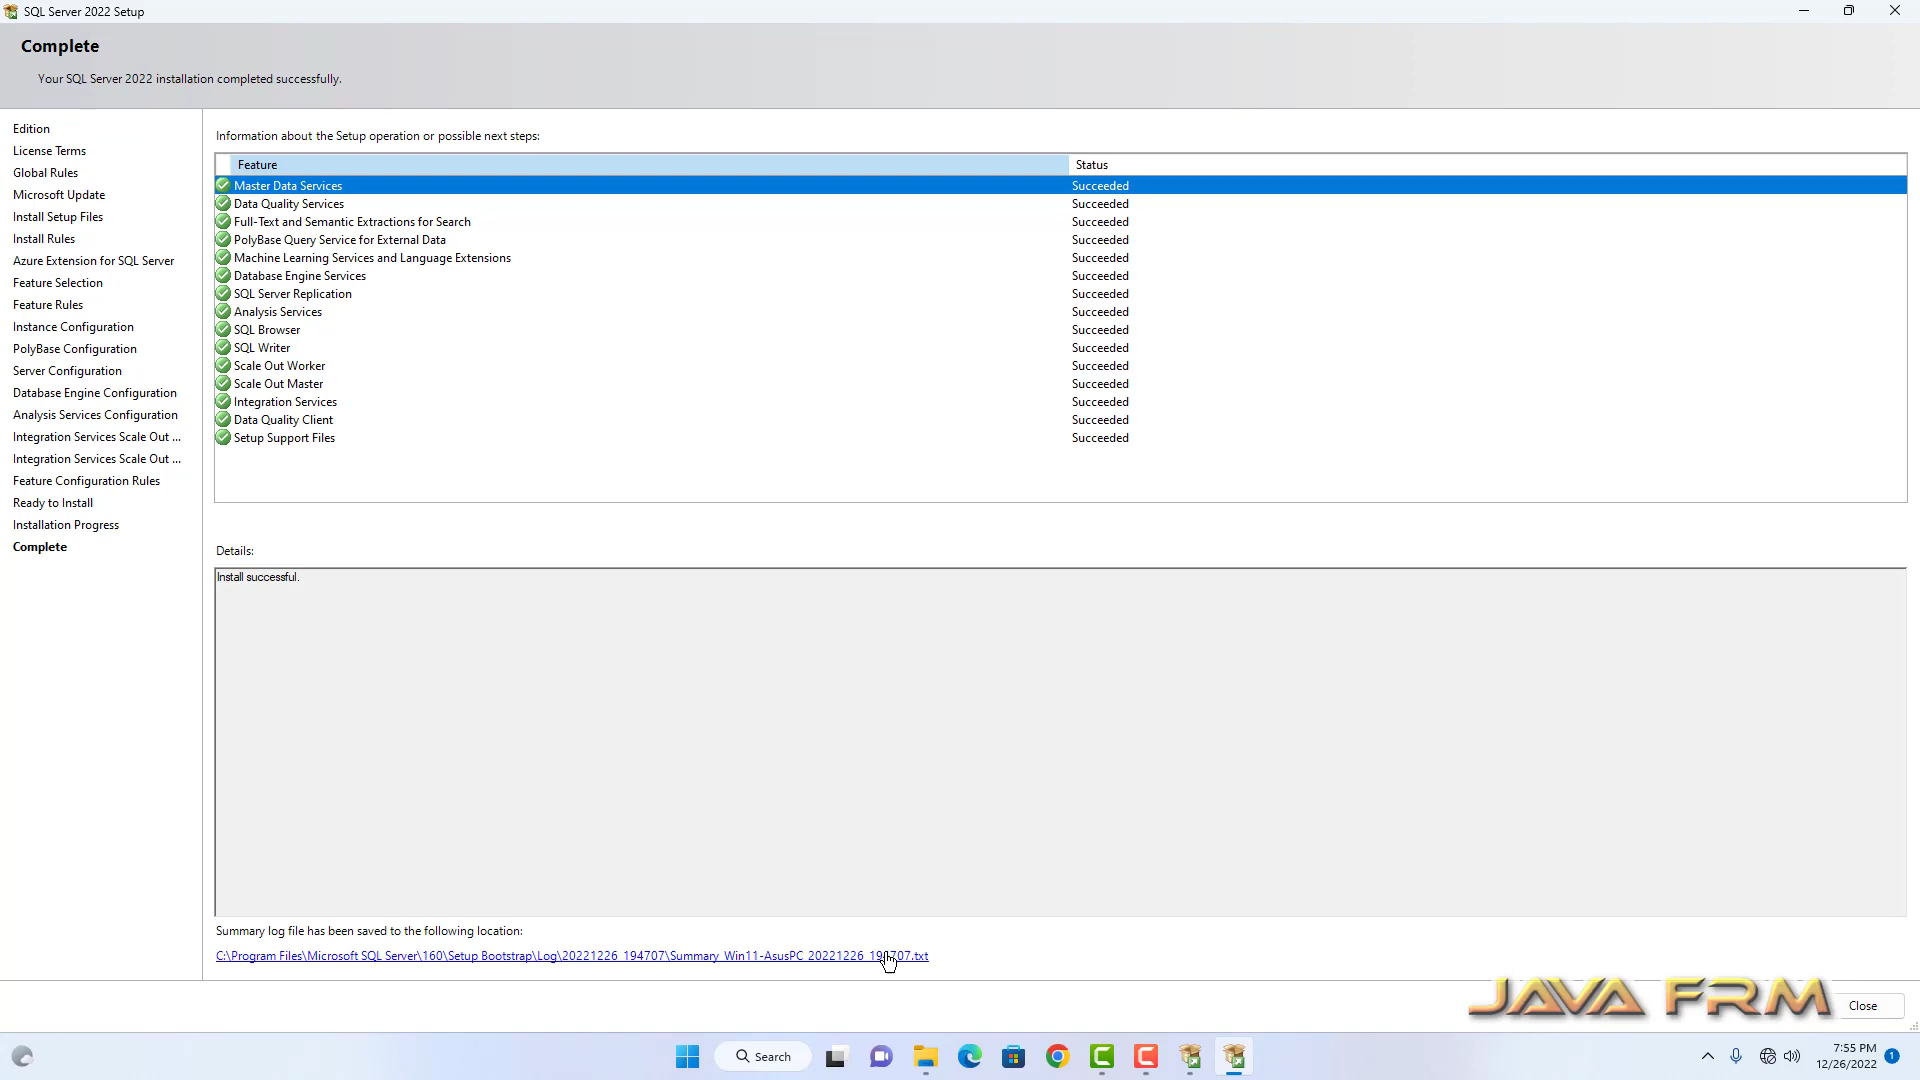 SQL Server 2022 Setup
Complete
Your SQL Server 2022 installation completed successfully.
Edition
License Terms
Global Rules
Microsoft Update
Install Setup Files
Install Rules
Azure Extension for SQL Server
Feature Selection
Feature Rules
Instance Configuration
PolyBase Configuration
Server Configuration
Database Engine Configuration
Analysis Services Configuration
Integration Services Scale Out ...
Integration Services Scale Out ...
Feature Configuration Rules
Ready to Install
Installation Progress
Complete
Information about the Setup operation or possible next steps:
Feature Status
Master Data Services Succeeded
Data Quality Services Succeeded
Full-Text and Semantic Extractions for Search Succeeded
PolyBase Query Service for External Data Succeeded
Machine Learning Services and Language Extensions Succeeded
Database Engine Services Succeeded
SQL Server Replication Succeeded
Analysis Services Succeeded
SQL Browser Succeeded
SQL Writer Succeeded
Scale Out Worker Succeeded
Scale Out Master Succeeded
Integration Services Succeeded
Data Quality Client Succeeded
Setup Support Files Succeeded
Details:
Install successful.
Summary log file has been saved to the following location:
C:\Program Files\Microsoft SQL Server\160\Setup Bootstrap\Log\20221226_194707\Summary_Win11-AsusPC_20221226_194707.txt
JAVA FRM
Close
Search
7:55 PM
12/26/2022
1